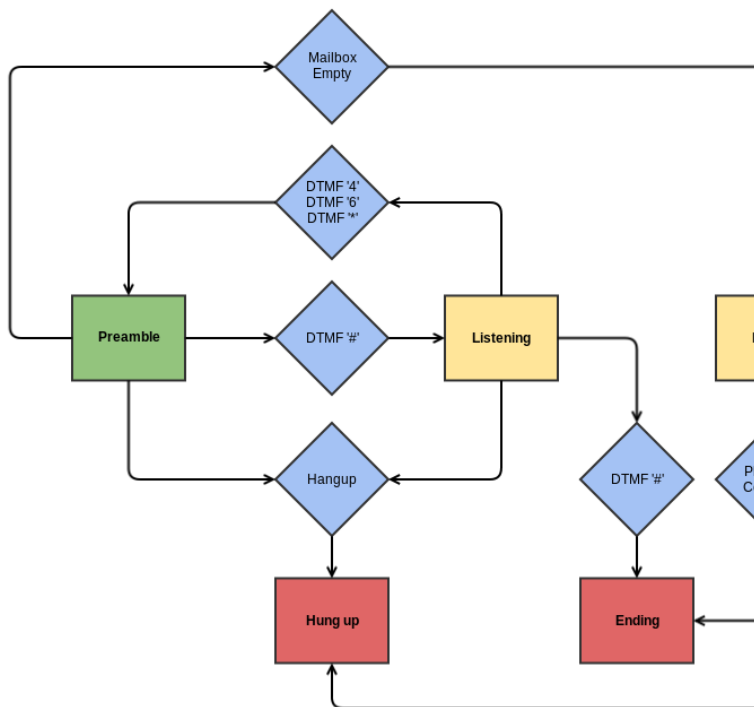 Mailbox
Empty
DTMF '4'
DTMF '6'
DTMF '*'
Preamble
DTMF '#'
Listening
Hangup
DTMF '#'
Hung up
Ending